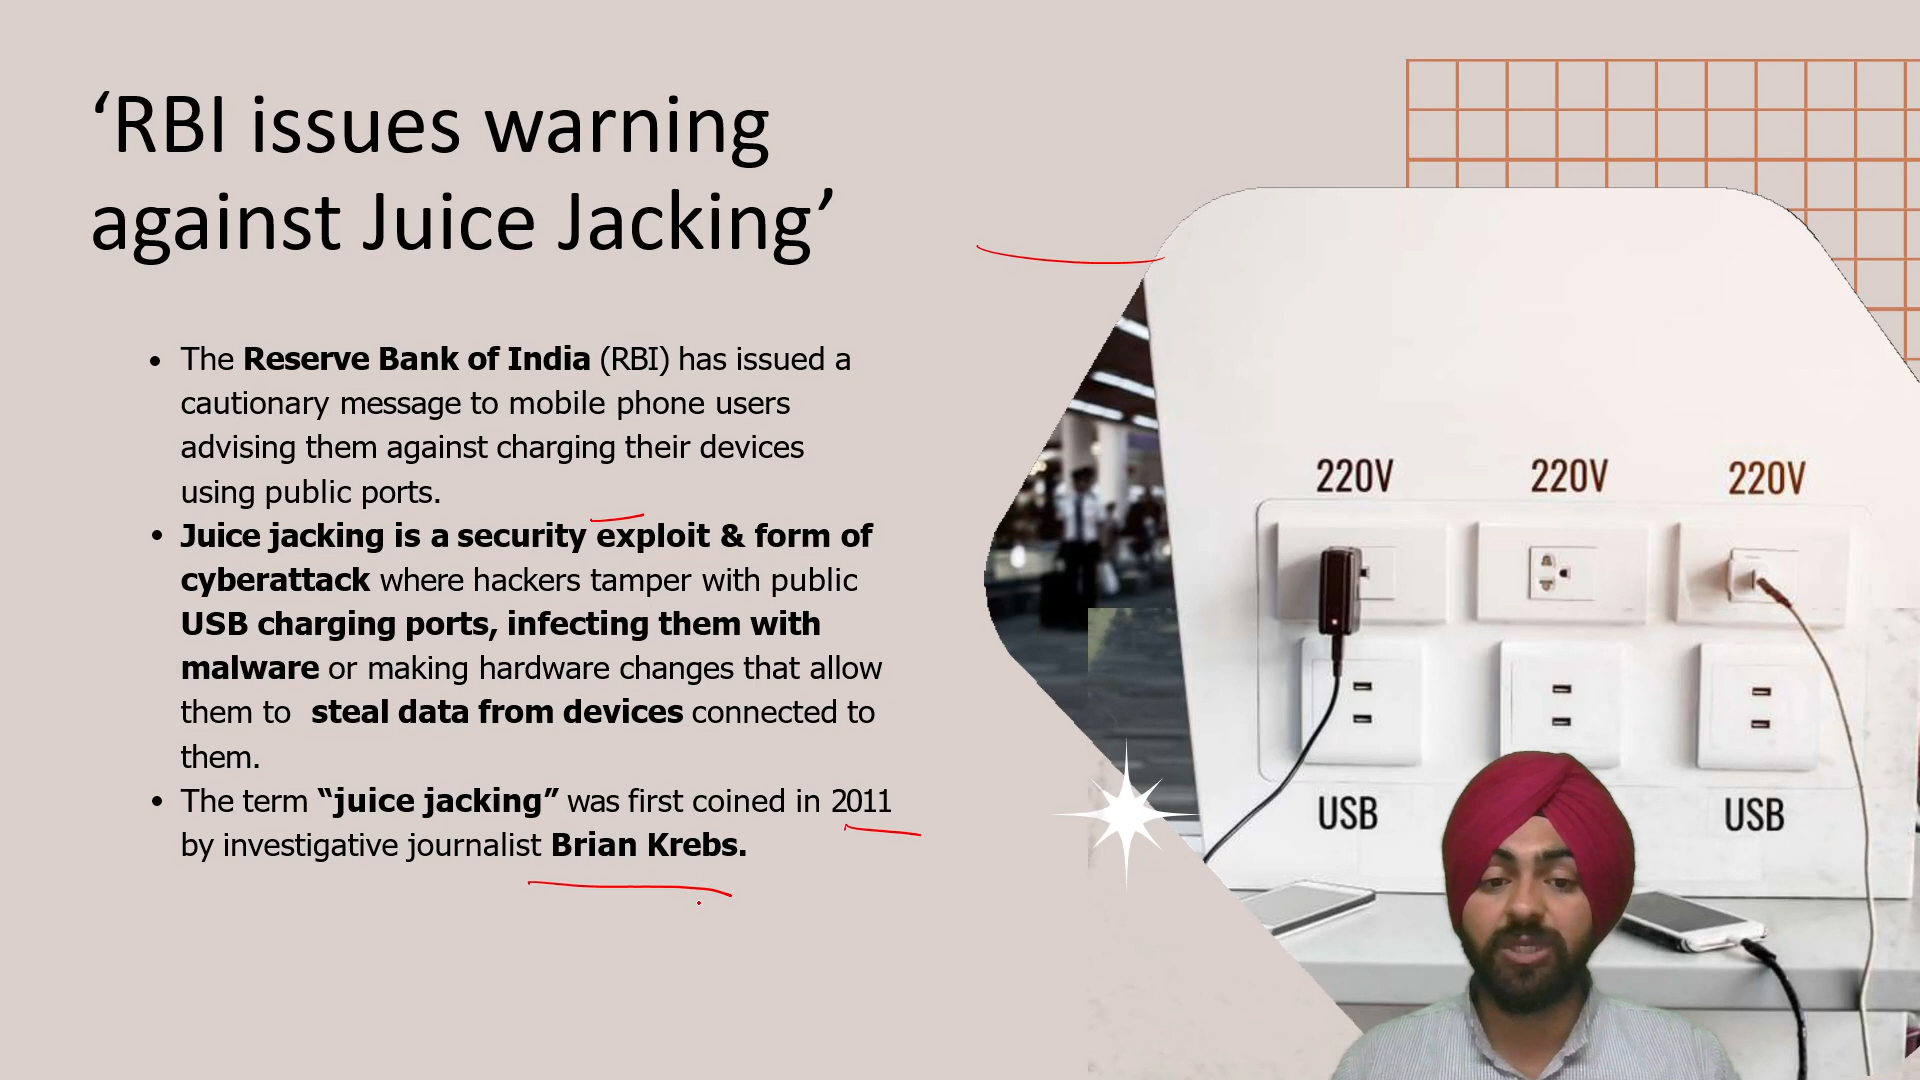 ‘RBI issues warning
against Juice Jacking’
The Reserve Bank of India (RBI) has issued a
cautionary message to mobile phone users
advising them against charging their devices
using public ports.
Juice jacking is a security exploit & form of
cyberattack where hackers tamper with public
USB charging ports, infecting them with
malware or making hardware changes that allow
them to steal data from devices connected to
them.
The term “juice jacking” was first coined in 2011
by investigative journalist Brian Krebs.
220V 220V 220V
USB USB